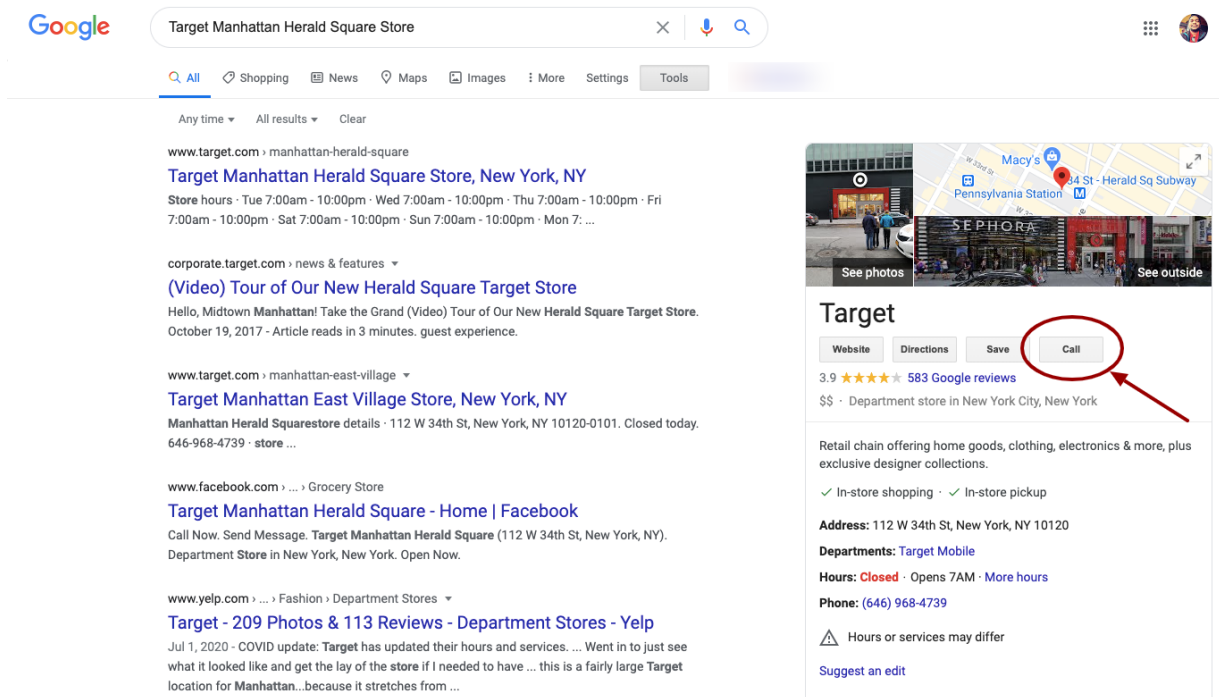 Google
Target Manhattan Herald Square Store
All
Shopping
News
Maps
Images
More
Settings
Tools
Any time
All results
Clear
www.target.com › manhattan-herald-square
Target Manhattan Herald Square Store, New York, NY
Store hours · Tue 7:00am - 10:00pm · Wed 7:00am - 10:00pm · Thu 7:00am - 10:00pm · Fri
7:00am - 10:00pm · Sat 7:00am - 10:00pm · Sun 7:00am - 10:00pm · Mon 7: ...
corporate.target.com › news & features
(Video) Tour of Our New Herald Square Target Store
Hello, Midtown Manhattan! Take the Grand (Video) Tour of Our New Herald Square Target Store.
October 19, 2017 - Article reads in 3 minutes. guest experience.
www.target.com › manhattan-east-village
Target Manhattan East Village Store, New York, NY
Manhattan Herald Squarestore details · 112 W 34th St, New York, NY 10120-0101. Closed today.
646-968-4739 · store ...
www.facebook.com › ... › Grocery Store
Target Manhattan Herald Square - Home | Facebook
Call Now. Send Message. Target Manhattan Herald Square (112 W 34th St, New York, NY).
Department Store in New York, New York. Open Now.
www.yelp.com › ... › Fashion › Department Stores
Target - 209 Photos & 113 Reviews - Department Stores - Yelp
Jul 1, 2020 - COVID update: Target has updated their hours and services. ... Went in to just see
what it looked like and get the lay of the store if I needed to have ... this is a fairly large Target
location for Manhattan...because it stretches from ...
W 33rd St
Macy's
34 St - Herald Sq Subway
Pennsylvania Station
M
SEPHORA
See photos
See outside
Target
Website
Directions
Save
Call
3.9
583 Google reviews
$$ · Department store in New York City, New York
Retail chain offering home goods, clothing, electronics & more, plus
exclusive designer collections.
In-store shopping · In-store pickup
Address: 112 W 34th St, New York, NY 10120
Departments: Target Mobile
Hours: Closed · Opens 7AM · More hours
Phone: (646) 968-4739
Hours or services may differ
Suggest an edit